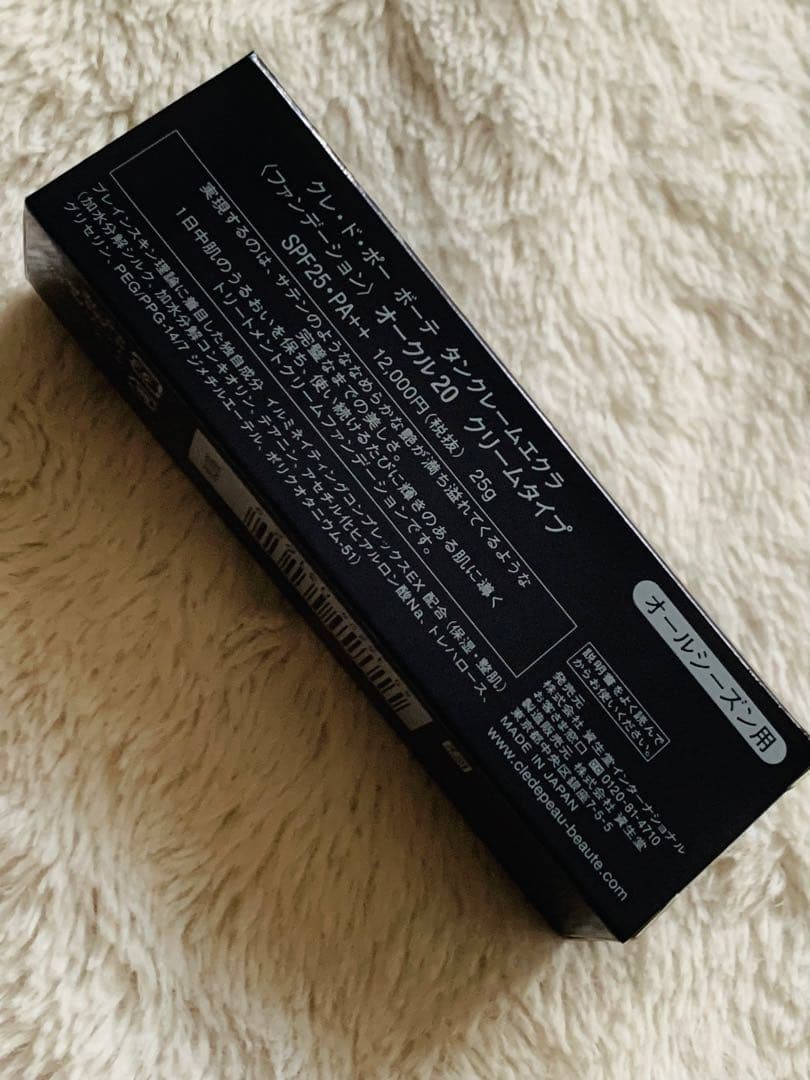 クレ・ド・ポー ボーテ タンクレームエクラ
〈ファンデーション〉 オークル20 クリームタイプ
SPF25・PA++ 12,000円(税抜) 25g
実現するのは、サテンのようななめらかな艶が満ち溢れてくるような
完璧なまでの美しさ。
1日中肌のうるおいを保ち、使い続けるたびに輝きのある肌に導く
トリートメントクリームファンデーションです。
ブレインスキン理論に着目した独自成分 イルミネイティングコンプレックスEX 配合(保湿・整肌)
(加水分解シルク、加水分解コンキオリン、テアニン、アセチル化ヒアルロン酸Na、トレハロース、
グリセリン、PEG/PPG-14/7 ジメチルエーテル、ポリクオタニウム-51)
オールシーズン用
説明書をよく読んで
からお使いください。
発売元
株式会社 資生堂インターナショナル
お客さま窓口 0120-81-4710
製造販売元 株式会社 資生堂
東京都中央区銀座7-5-5
MADE IN JAPAN
www.cledepeau-beaute.com